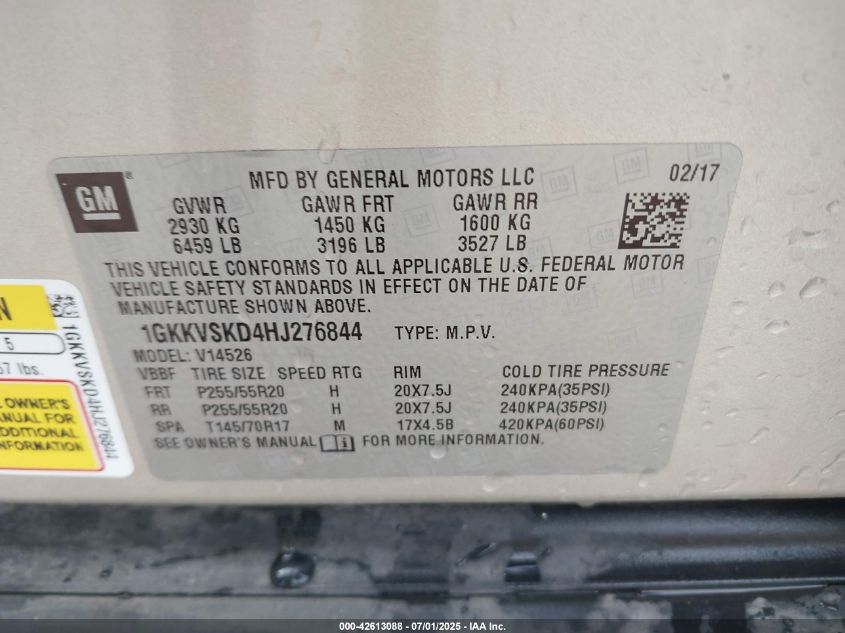 GM
®
MFD BY GENERAL MOTORS LLC
02/17
GVWR GAWR FRT GAWR RR
2930 KG 1450 KG 1600 KG
6459 LB 3196 LB 3527 LB
THIS VEHICLE CONFORMS TO ALL APPLICABLE U.S. FEDERAL MOTOR
VEHICLE SAFETY STANDARDS IN EFFECT ON THE DATE OF
MANUFACTURE SHOWN ABOVE.
1GKKVSKD4HJ276844 TYPE: M.P.V.
MODEL: V14526
VBBF TIRE SIZE SPEED RTG RIM COLD TIRE PRESSURE
FRT P255/55R20 H 20X7.5J 240KPA(35PSI)
RR P255/55R20 H 20X7.5J 240KPA(35PSI)
SPA T145/70R17 M 17X4.5B 420KPA(60PSI)
SEE OWNER'S MANUAL FOR MORE INFORMATION.
N
5
lbs.
OWNER'S
FOR
1GKKVSKD4HJ276844
000-42613088 - 07/01/2025 - IAA Inc.